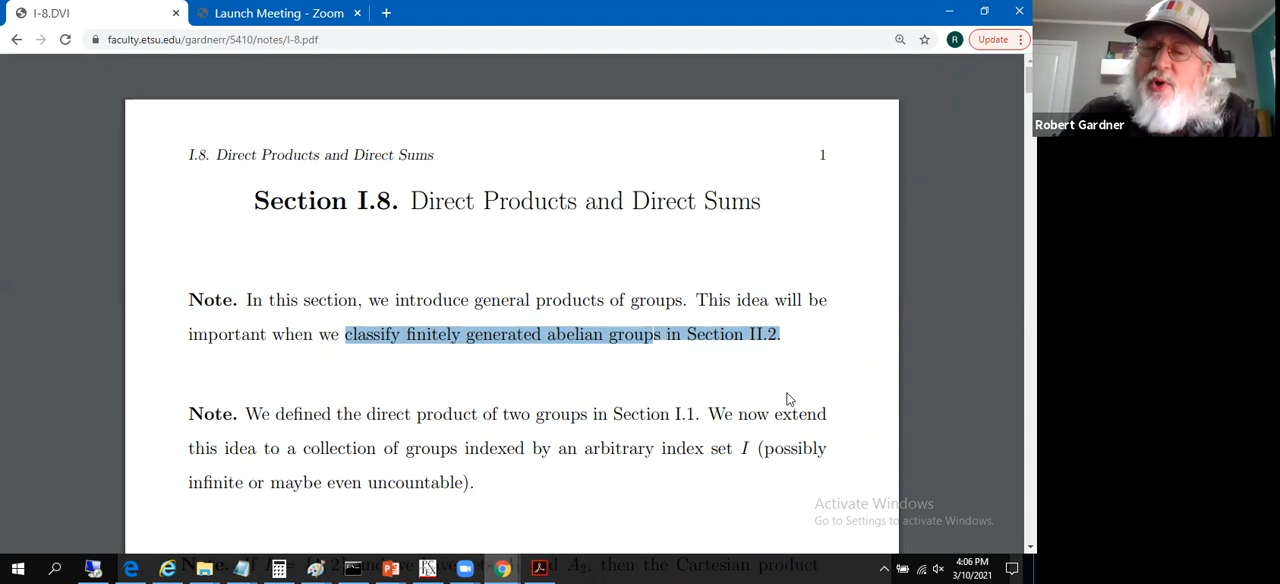 I-8.DVI
Launch Meeting - Zoom
faculty.etsu.edu/gardnerr/5410/notes/I-8.pdf
R
Update
Robert Gardner
I.8. Direct Products and Direct Sums 1
Section I.8. Direct Products and Direct Sums
Note. In this section, we introduce general products of groups. This idea will be
important when we classify finitely generated abelian groups in Section II.2.
Note. We defined the direct product of two groups in Section I.1. We now extend
this idea to a collection of groups indexed by an arbitrary index set I (possibly
infinite or maybe even uncountable).
Activate Windows
Go to Settings to activate Windows.
A₂, then the Cartesian product
4:06 PM
3/10/2021